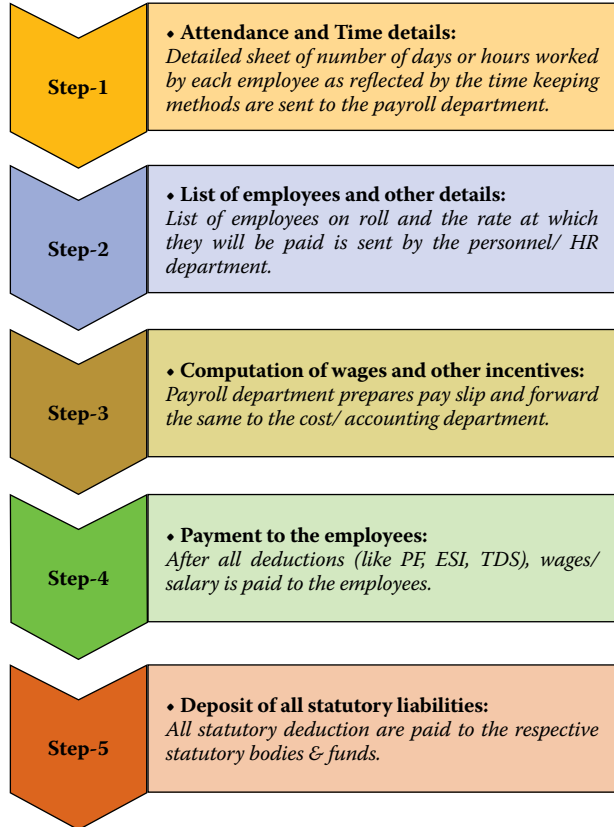 Step-1
• Attendance and Time details:
Detailed sheet of number of days or hours worked
by each employee as reflected by the time keeping
methods are sent to the payroll department.
Step-2
• List of employees and other details:
List of employees on roll and the rate at which
they will be paid is sent by the personnel/ HR
department.
Step-3
• Computation of wages and other incentives:
Payroll department prepares pay slip and forward
the same to the cost/ accounting department.
Step-4
• Payment to the employees:
After all deductions (like PF, ESI, TDS), wages/
salary is paid to the employees.
Step-5
• Deposit of all statutory liabilities:
All statutory deduction are paid to the respective
statutory bodies & funds.